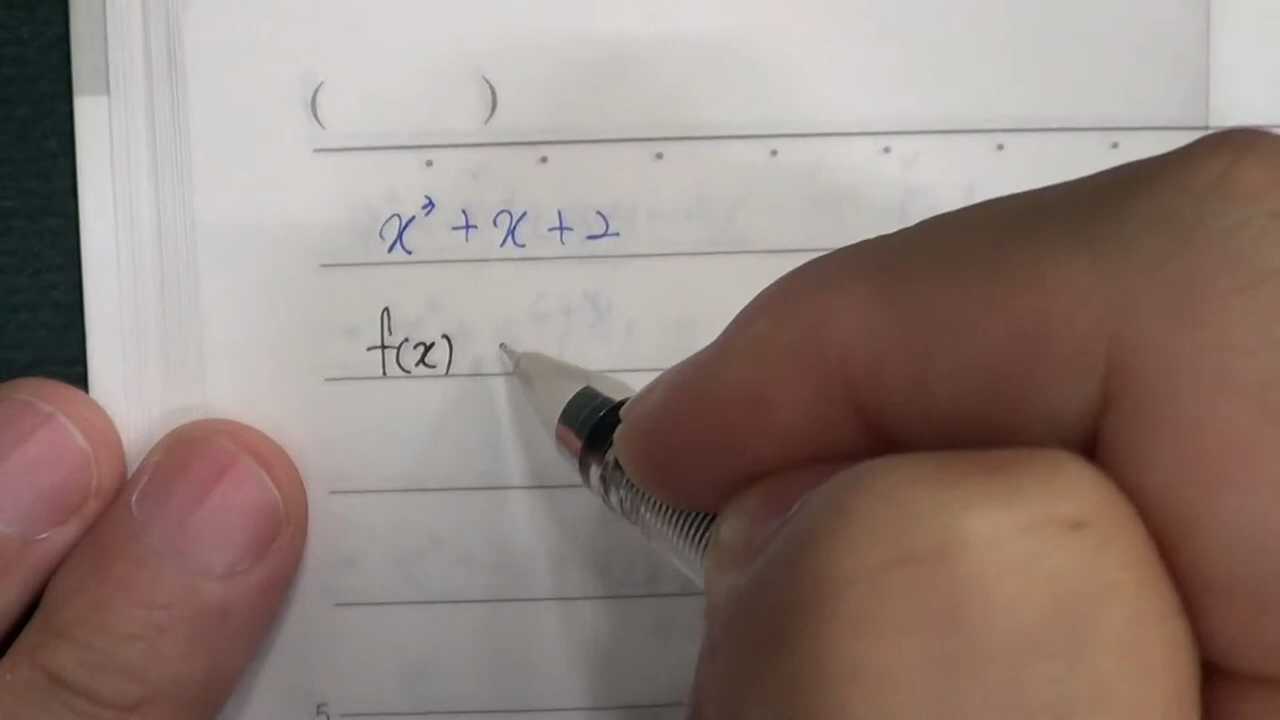 ( )
x³ + x + 2
f(x)
5